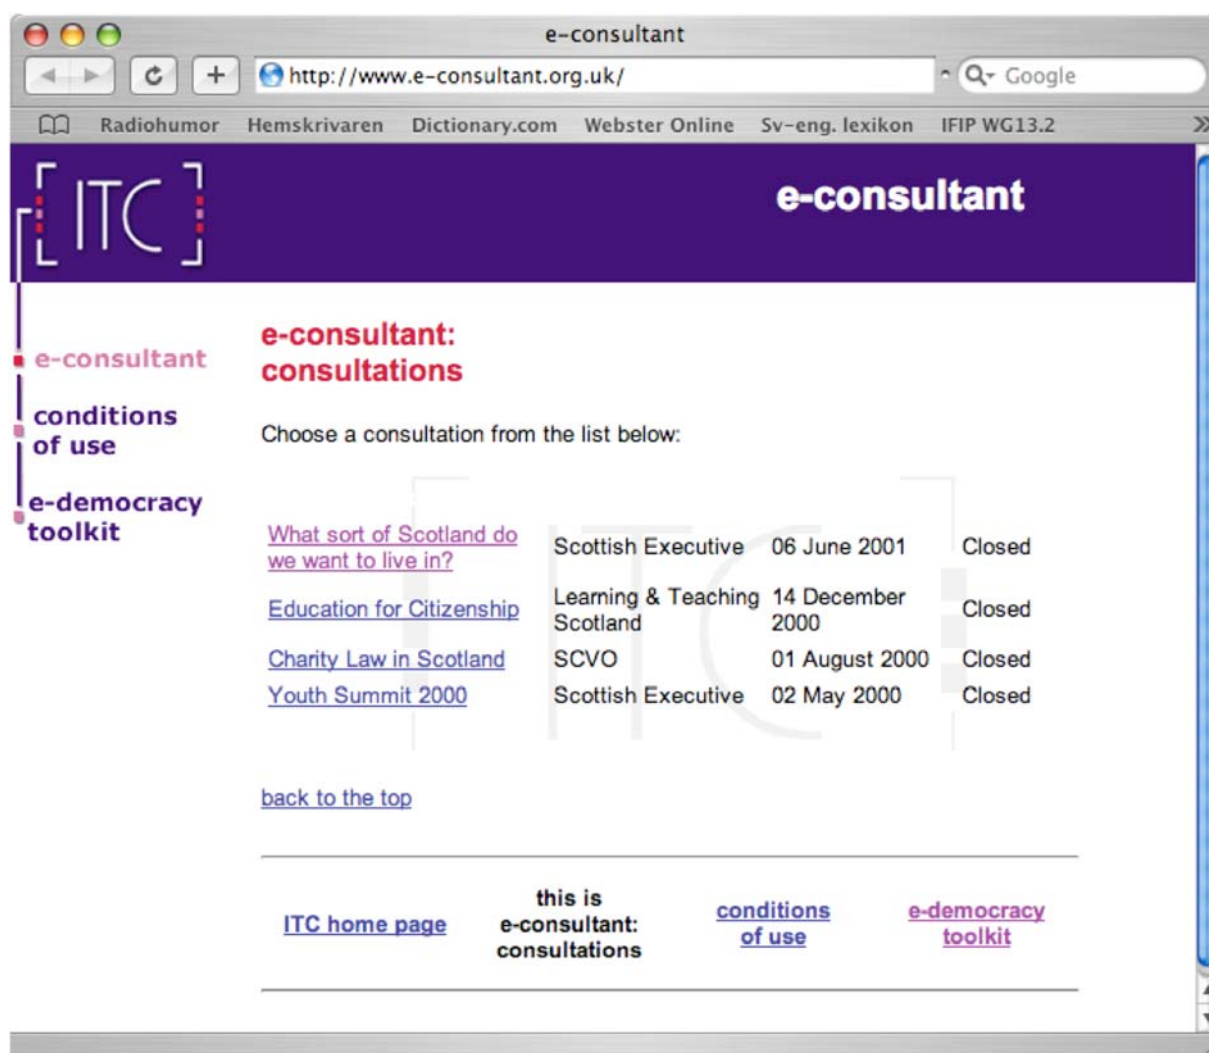 e-consultant
http://www.e-consultant.org.uk/
Google
Radiohumor Hemskrivaren Dictionary.com Webster Online Sv-eng. lexikon IFIP WG13.2
ITC
e-consultant
e-consultant
conditions
of use
e-democracy
toolkit
e-consultant:
consultations
Choose a consultation from the list below:
What sort of Scotland do
we want to live in?
Scottish Executive 06 June 2001 Closed
Education for Citizenship
Learning & Teaching
Scotland
14 December
2000
Closed
Charity Law in Scotland SCVO 01 August 2000 Closed
Youth Summit 2000 Scottish Executive 02 May 2000 Closed
ITC
back to the top
ITC home page
this is
e-consultant:
consultations
conditions
of use
e-democracy
toolkit